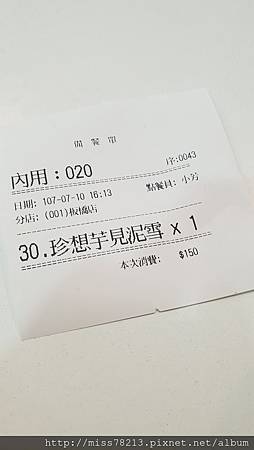 備餐單
內用：020
序:0043
日期: 107-07-10 16:13
點餐員: 小芳
分店: (001)板橋店
30.珍想芋見泥雪 x 1
本次消費: $150
http://miss78213.pixnet.net/album